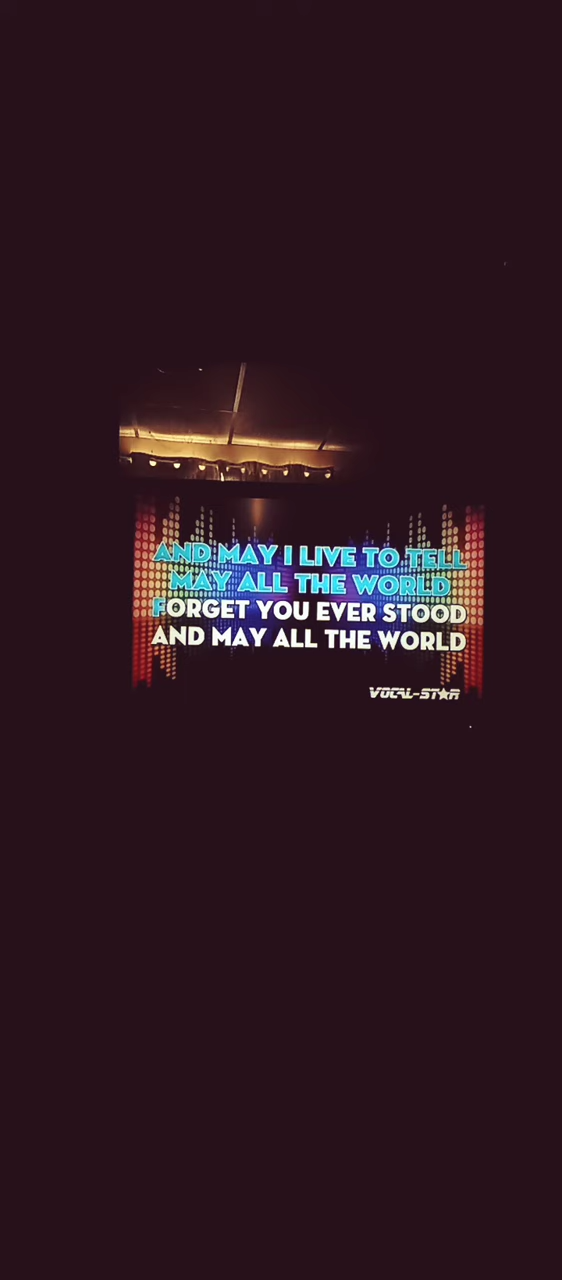 AND MAY I LIVE TO TELL
MAY ALL THE WORLD
FORGET YOU EVER STOOD
AND MAY ALL THE WORLD
VOCAL-STAR